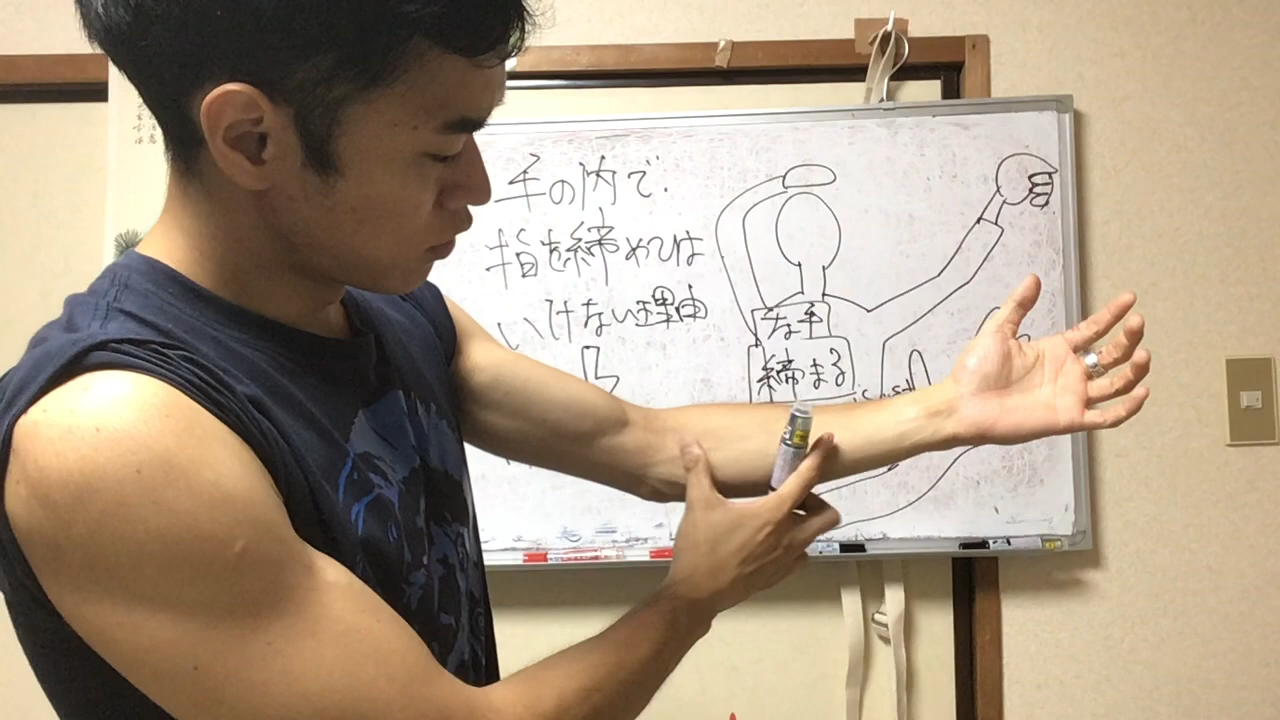 手の内で
指を締めては
いけない理由
左手
締まる